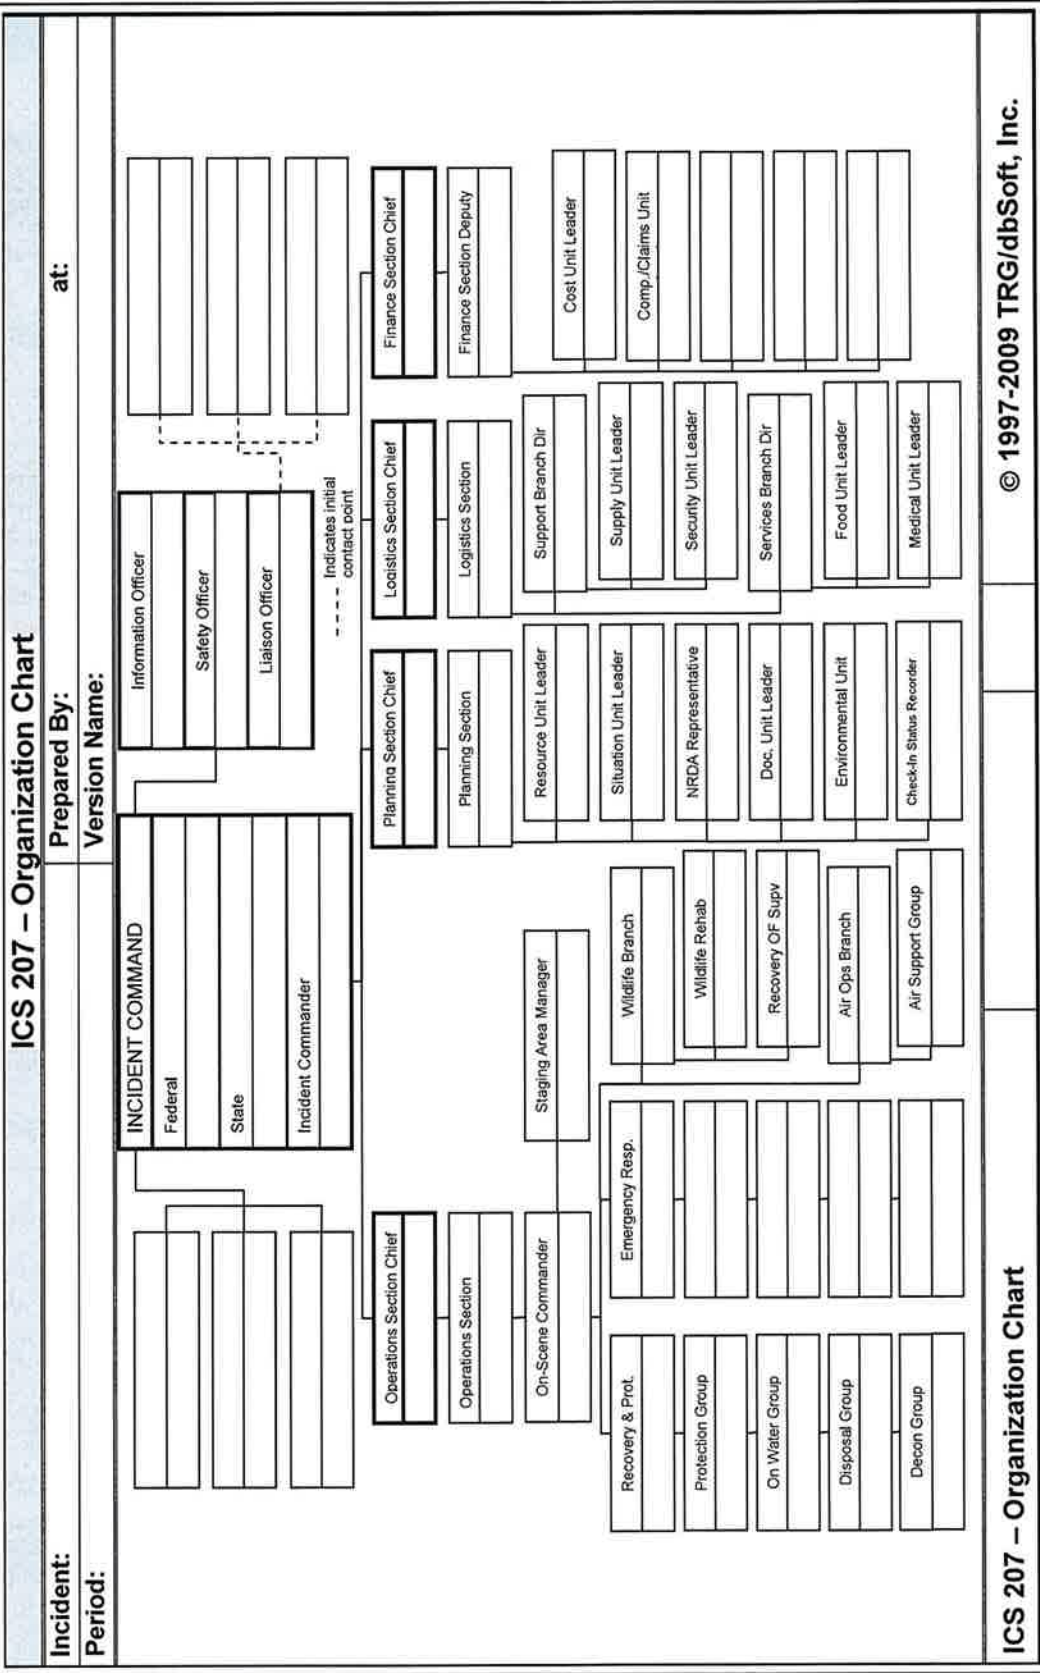 ICS 207 – Organization Chart
Incident:
Prepared By:
at:
Period:
Version Name:
INCIDENT COMMAND
Federal
State
Incident Commander
Information Officer
Safety Officer
Liaison Officer
---- Indicates initial
contact point
Operations Section Chief
Operations Section
On-Scene Commander
Staging Area Manager
Recovery & Prot.
Protection Group
On Water Group
Disposal Group
Decon Group
Emergency Resp.
Wildlife Branch
Wildlife Rehab
Recovery OF Supv
Air Ops Branch
Air Support Group
Planning Section Chief
Planning Section
Resource Unit Leader
Situation Unit Leader
NRDA Representative
Doc. Unit Leader
Environmental Unit
Check-In Status Recorder
Logistics Section Chief
Logistics Section
Support Branch Dir
Supply Unit Leader
Security Unit Leader
Services Branch Dir
Food Unit Leader
Medical Unit Leader
Finance Section Chief
Finance Section Deputy
Cost Unit Leader
Comp./Claims Unit
ICS 207 – Organization Chart
© 1997-2009 TRG/dbSoft, Inc.